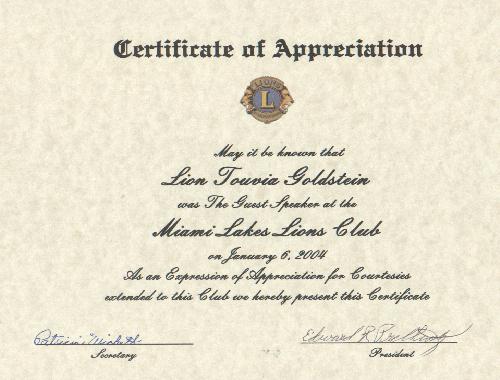 Certificate of Appreciation
LIONS
L
May it be known that
Lion Touvia Goldstein
was The Guest Speaker at the
Miami Lakes Lions Club
on January 6, 2004
As an Expression of Appreciation for Courtesies
extended to this Club we hereby present this Certificate
Edward R
Secretary
President